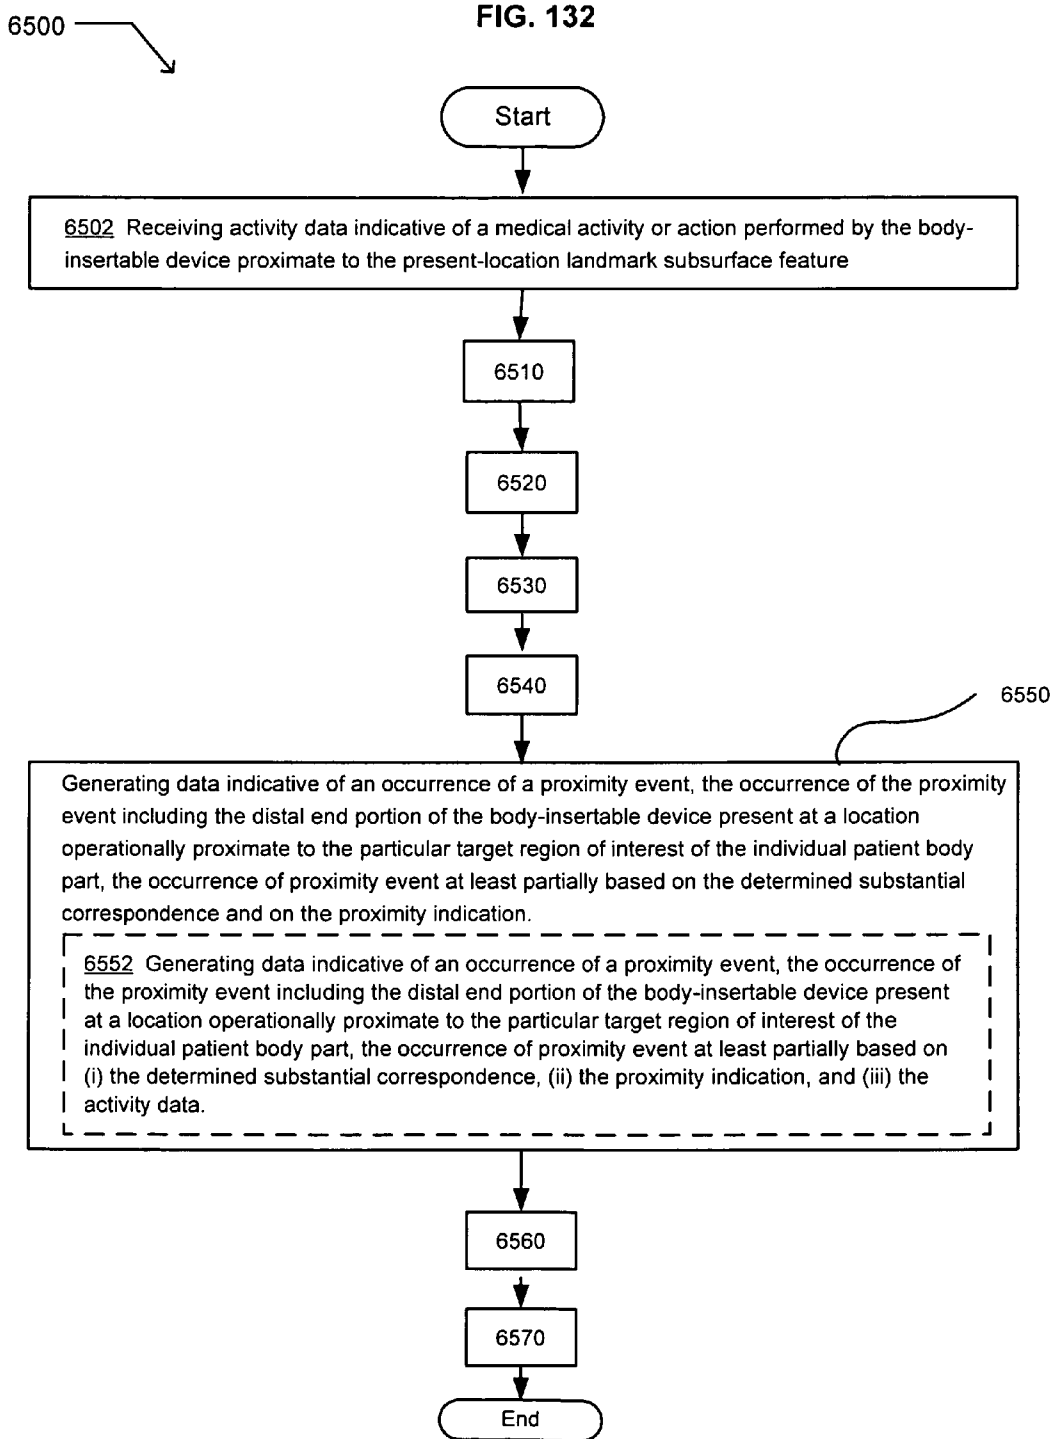 FIG. 132
6500
Start
6502 Receiving activity data indicative of a medical activity or action performed by the body-
insertable device proximate to the present-location landmark subsurface feature
6510
6520
6530
6540
6550
Generating data indicative of an occurrence of a proximity event, the occurrence of the proximity
event including the distal end portion of the body-insertable device present at a location
operationally proximate to the particular target region of interest of the individual patient body
part, the occurrence of proximity event at least partially based on the determined substantial
correspondence and on the proximity indication.
6552 Generating data indicative of an occurrence of a proximity event, the occurrence of
the proximity event including the distal end portion of the body-insertable device present
at a location operationally proximate to the particular target region of interest of the
individual patient body part, the occurrence of proximity event at least partially based on
(i) the determined substantial correspondence, (ii) the proximity indication, and (iii) the
activity data.
6560
6570
End